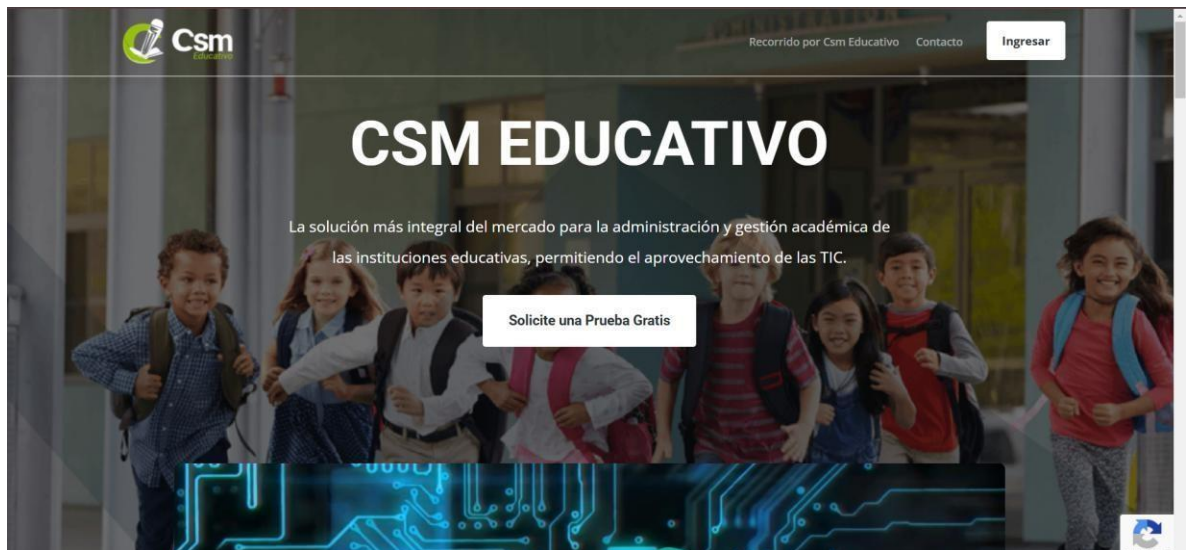 Csm
Educativo
Recorrido por Csm Educativo
Contacto
Ingresar
CSM EDUCATIVO
La solución más integral del mercado para la administración y gestión académica de
las instituciones educativas, permitiendo el aprovechamiento de las TIC.
Solicite una Prueba Gratis